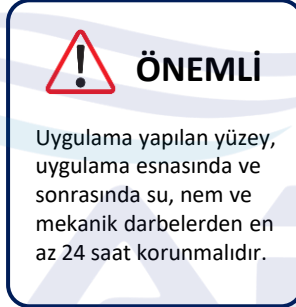 ÖNEMLİ
Uygulama yapılan yüzey,
uygulama esnasında ve
sonrasında su, nem ve
mekanik darbelerden en
az 24 saat korunmalıdır.